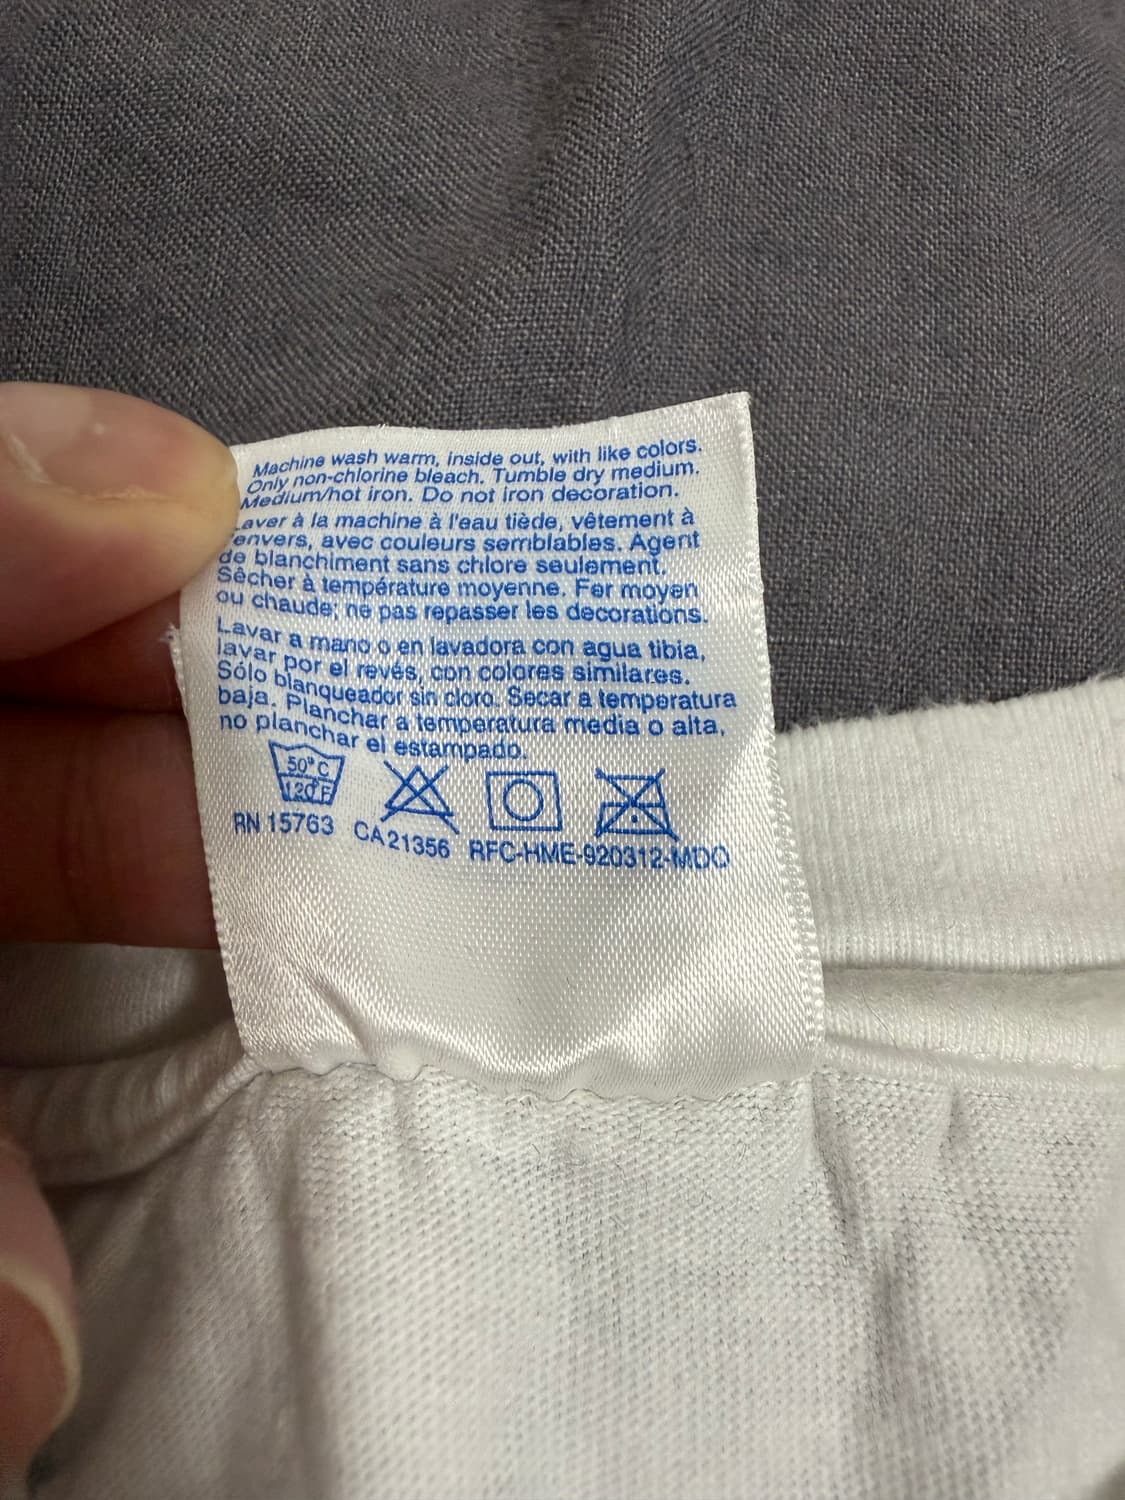 Machine wash warm, inside out, with like colors.
Only non-chlorine bleach. Tumble dry medium.
Medium/hot iron. Do not iron decoration.
Laver à la machine à l'eau tiède, vêtement à
envers, avec couleurs semblables. Agent
de blanchiment sans chlore seulement.
Sècher à température moyenne. Fer moyen
ou chaude; ne pas repasser les decorations.
Lavar a mano o en lavadora con agua tibia,
lavar por el revés, con colores similares.
Sólo blanqueador sin cloro. Secar a temperatura
baja. Planchar a temperatura media o alta,
no planchar el estampado.
50°C
120°F
RN 15763 CA 21356 RFC-HME-920312-MDO